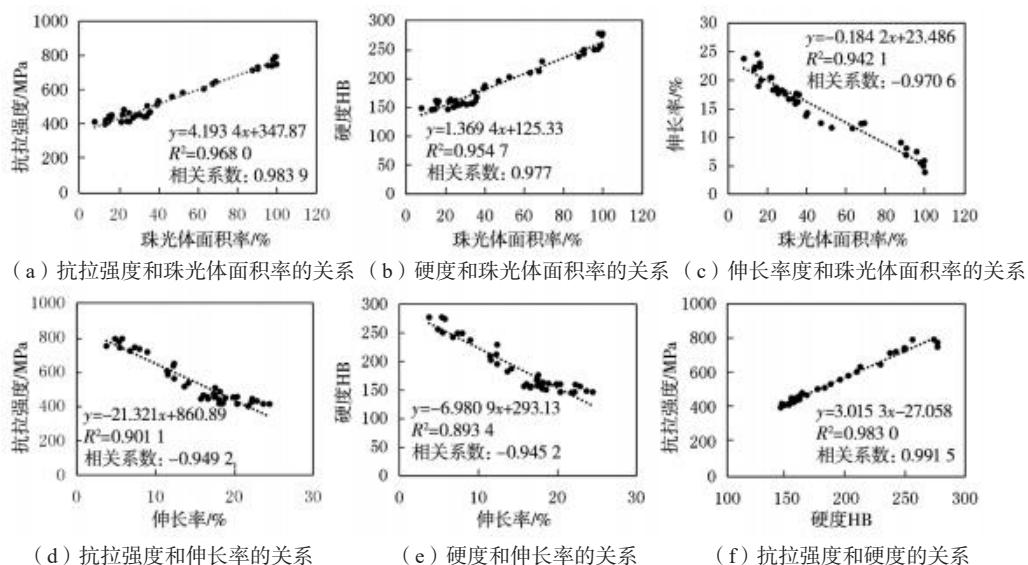 1000
800
600
400
200
0
抗拉强度/MPa
y=4.193 4x+347.87
R²=0.968 0
相关系数: 0.983 9
0 20 40 60 80 100 120
珠光体面积率/%
(a)抗拉强度和珠光体面积率的关系
300
250
200
150
100
50
0
硬度HB
y=1.369 4x+125.33
R²=0.954 7
相关系数: 0.977
0 20 40 60 80 100 120
珠光体面积率/%
(b)硬度和珠光体面积率的关系
30
25
20
15
10
5
0
伸长率/%
y=-0.184 2x+23.486
R²=0.942 1
相关系数: -0.970 6
0 20 40 60 80 100 120
珠光体面积率/%
(c)伸长率度和珠光体面积率的关系
1000
800
600
400
200
0
抗拉强度/MPa
y=-21.321x+860.89
R²=0.901 1
相关系数: -0.949 2
0 10 20 30
伸长率/%
(d)抗拉强度和伸长率的关系
300
250
200
150
100
50
0
硬度HB
y=-6.980 9x+293.13
R²=0.893 4
相关系数: -0.945 2
0 10 20 30
伸长率/%
(e)硬度和伸长率的关系
1000
800
600
400
200
0
抗拉强度/MPa
y=3.015 3x-27.058
R²=0.983 0
相关系数: 0.991 5
100 150 200 250 300
硬度HB
(f)抗拉强度和硬度的关系